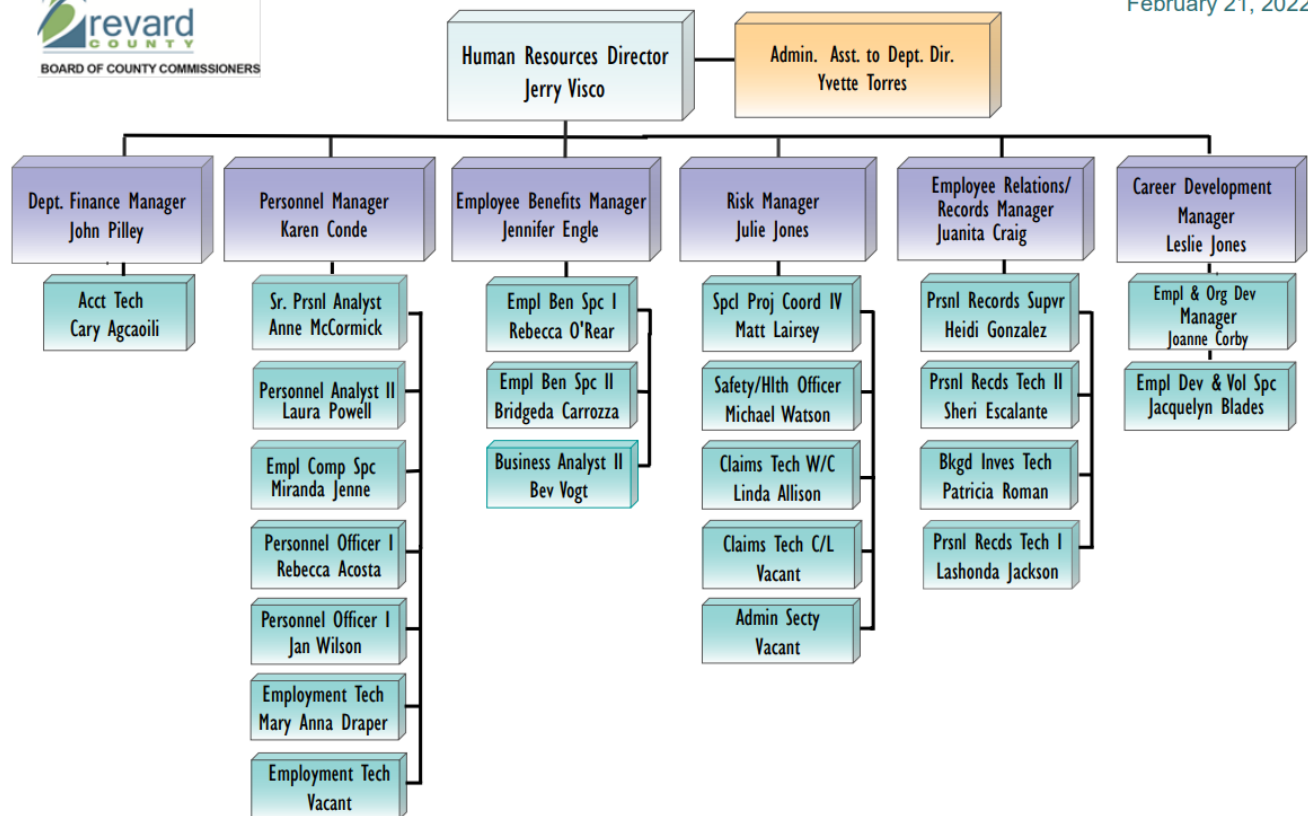 revard
COUNTY
BOARD OF COUNTY COMMISSIONERS
February 21, 2022
Human Resources Director
Jerry Visco
Admin. Asst. to Dept. Dir.
Yvette Torres
Dept. Finance Manager
John Pilley
Personnel Manager
Karen Conde
Employee Benefits Manager
Jennifer Engle
Risk Manager
Julie Jones
Employee Relations/
Records Manager
Juanita Craig
Career Development
Manager
Leslie Jones
Acct Tech
Cary Agcaoili
Sr. Prsnl Analyst
Anne McCormick
Personnel Analyst II
Laura Powell
Empl Comp Spc
Miranda Jenne
Personnel Officer I
Rebecca Acosta
Personnel Officer I
Jan Wilson
Employment Tech
Mary Anna Draper
Employment Tech
Vacant
Empl Ben Spc I
Rebecca O'Rear
Empl Ben Spc II
Bridgeda Carrozza
Business Analyst II
Bev Vogt
Spcl Proj Coord IV
Matt Lairsey
Safety/Hlth Officer
Michael Watson
Claims Tech W/C
Linda Allison
Claims Tech C/L
Vacant
Admin Secty
Vacant
Prsnl Records Supvr
Heidi Gonzalez
Prsnl Recds Tech II
Sheri Escalante
Bkgd Inves Tech
Patricia Roman
Prsnl Recds Tech I
Lashonda Jackson
Empl & Org Dev
Manager
Joanne Corby
Empl Dev & Vol Spc
Jacquelyn Blades